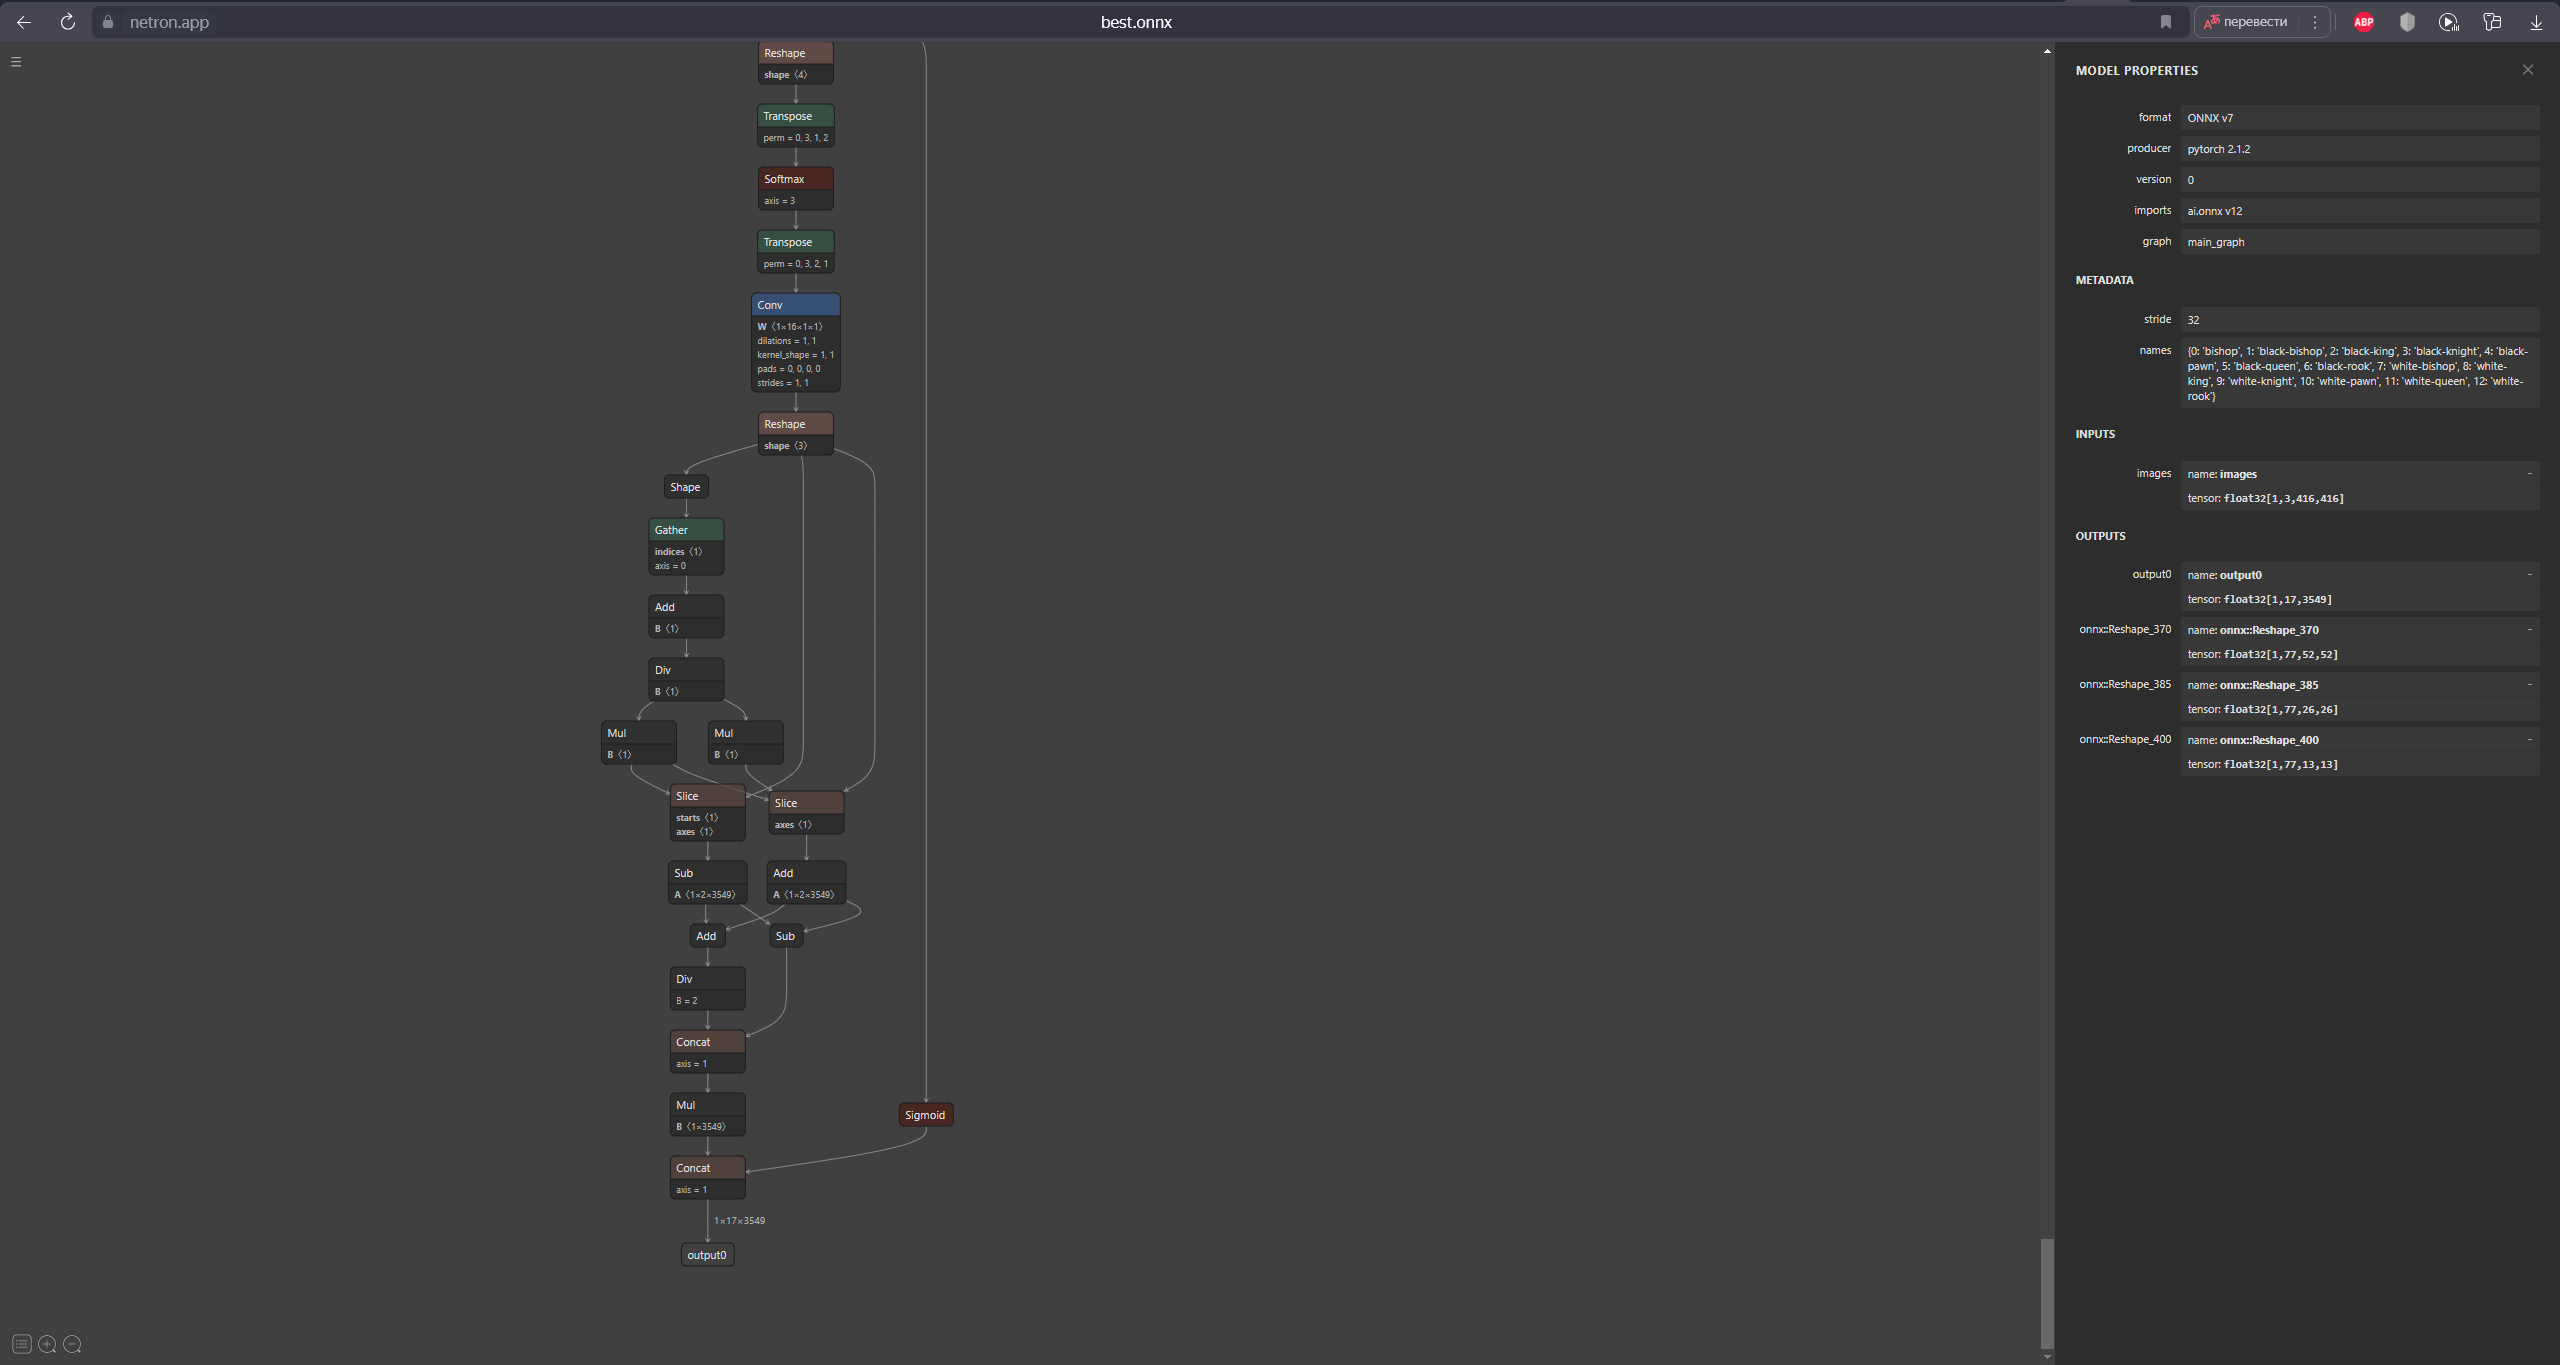 netron.app
best.onnx
перевести
ABP
Reshape
shape 〈4〉
Transpose
perm = 0, 3, 1, 2
Softmax
axis = 3
Transpose
perm = 0, 3, 2, 1
Conv
W 〈1×16×1×1〉
dilations = 1, 1
kernel_shape = 1, 1
pads = 0, 0, 0, 0
strides = 1, 1
Reshape
shape 〈3〉
Shape
Gather
indices 〈1〉
axis = 0
Add
B 〈1〉
Div
B 〈1〉
Mul
B 〈1〉
Mul
B 〈1〉
Slice
starts 〈1〉
axes 〈1〉
Slice
axes 〈1〉
Sub
A 〈1×2×3549〉
Add
A 〈1×2×3549〉
Add
Sub
Div
B = 2
Concat
axis = 1
Mul
B 〈1×3549〉
Sigmoid
Concat
axis = 1
1×17×3549
output0
MODEL PROPERTIES
format
ONNX v7
producer
pytorch 2.1.2
version
0
imports
ai.onnx v12
graph
main_graph
METADATA
stride
32
names
{0: 'bishop', 1: 'black-bishop', 2: 'black-king', 3: 'black-knight', 4: 'black-
pawn', 5: 'black-queen', 6: 'black-rook', 7: 'white-bishop', 8: 'white-
king', 9: 'white-knight', 10: 'white-pawn', 11: 'white-queen', 12: 'white-
rook'}
INPUTS
images
name: images
-
tensor: float32[1,3,416,416]
OUTPUTS
output0
name: output0
-
tensor: float32[1,17,3549]
onnx::Reshape_370
name: onnx::Reshape_370
-
tensor: float32[1,77,52,52]
onnx::Reshape_385
name: onnx::Reshape_385
-
tensor: float32[1,77,26,26]
onnx::Reshape_400
name: onnx::Reshape_400
-
tensor: float32[1,77,13,13]